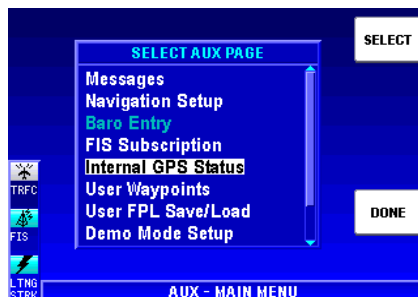 SELECT
SELECT AUX PAGE
Messages
Navigation Setup
Baro Entry
FIS Subscription
Internal GPS Status
User Waypoints
User FPL Save/Load
Demo Mode Setup
DONE
TRFC
FIS
LTNG
STRK
AUX - MAIN MENU